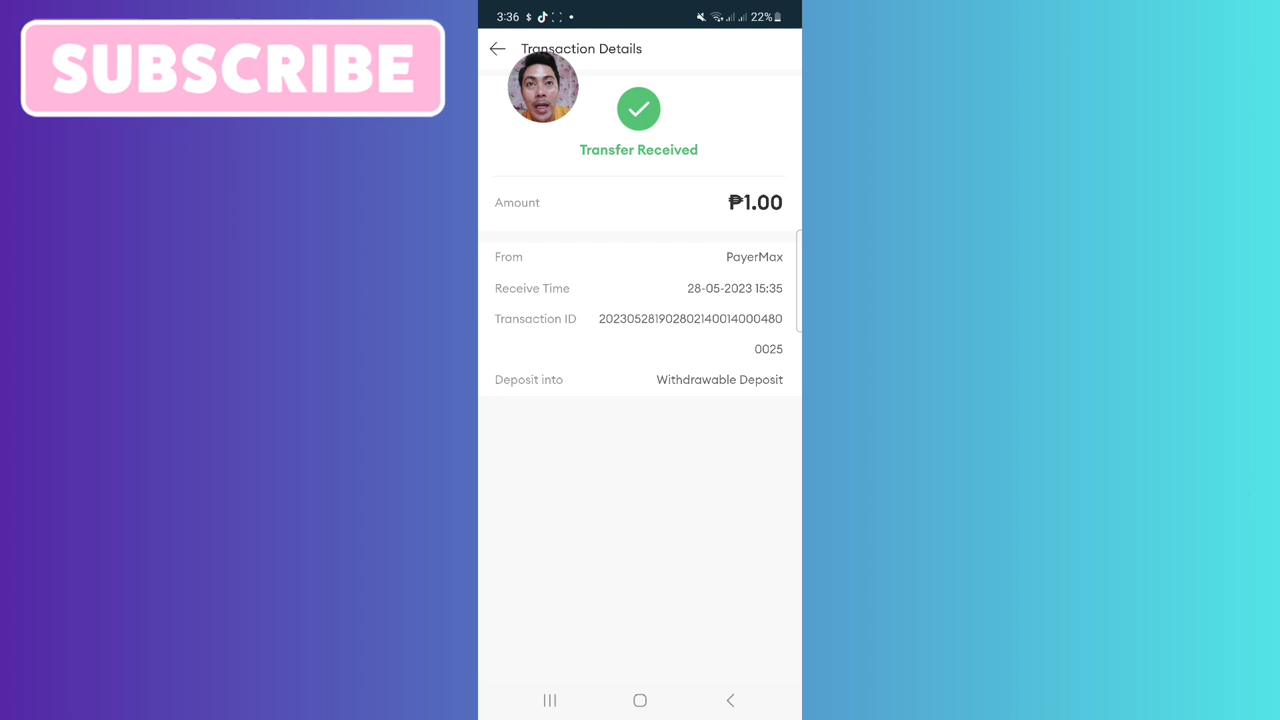 SUBSCRIBE
3:36 22%
Transaction Details
Transfer Received
Amount ₱1.00
From PayerMax
Receive Time 28-05-2023 15:35
Transaction ID 202305281902802140014000480
0025
Deposit into Withdrawable Deposit